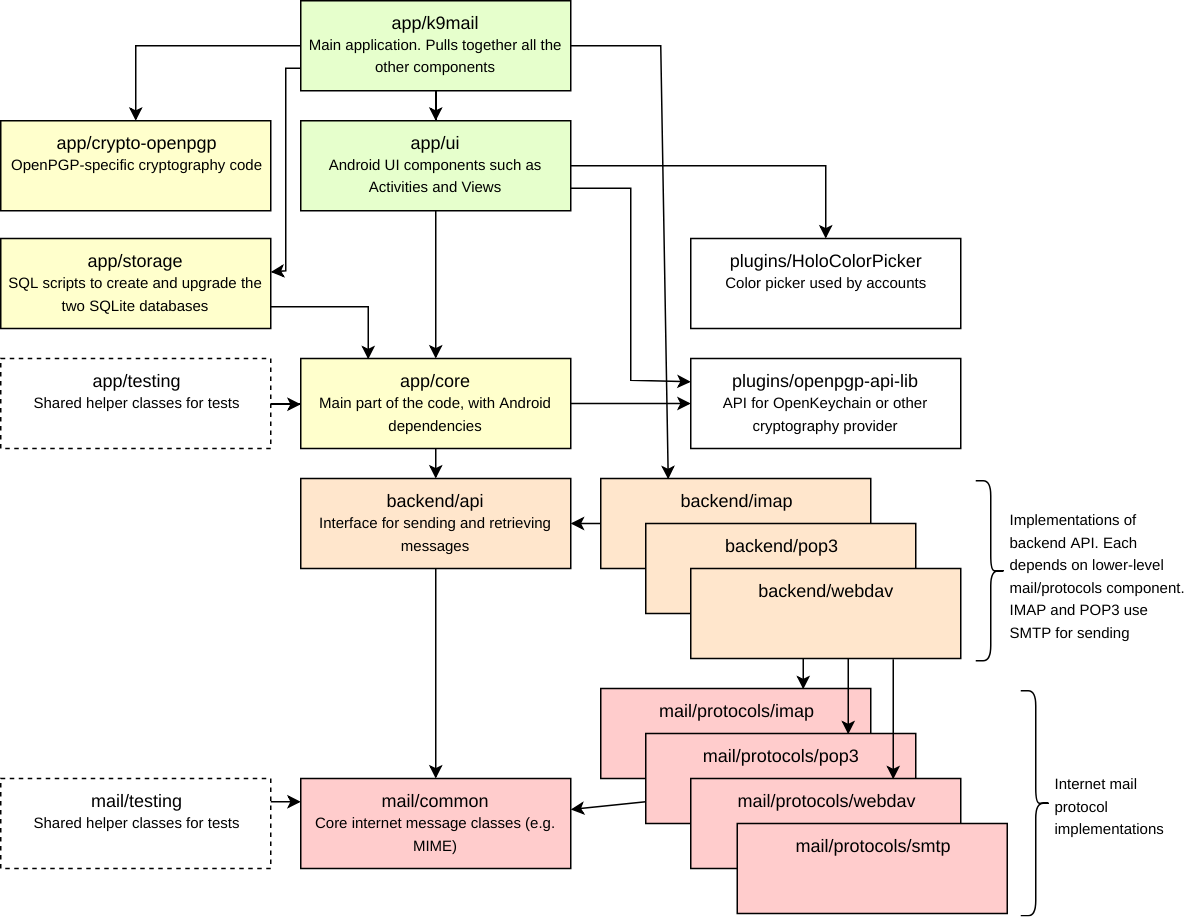 app/k9mail
Main application. Pulls together all the
other components
app/crypto-openpgp
OpenPGP-specific cryptography code
app/ui
Android UI components such as
Activities and Views
app/storage
SQL scripts to create and upgrade the
two SQLite databases
plugins/HoloColorPicker
Color picker used by accounts
app/testing
Shared helper classes for tests
app/core
Main part of the code, with Android
dependencies
plugins/openpgp-api-lib
API for OpenKeychain or other
cryptography provider
backend/api
Interface for sending and retrieving
messages
backend/imap
backend/pop3
backend/webdav
Implementations of
backend API. Each
depends on lower-level
mail/protocols component.
IMAP and POP3 use
SMTP for sending
mail/protocols/imap
mail/protocols/pop3
mail/protocols/webdav
mail/protocols/smtp
Internet mail
protocol
implementations
mail/testing
Shared helper classes for tests
mail/common
Core internet message classes (e.g.
MIME)